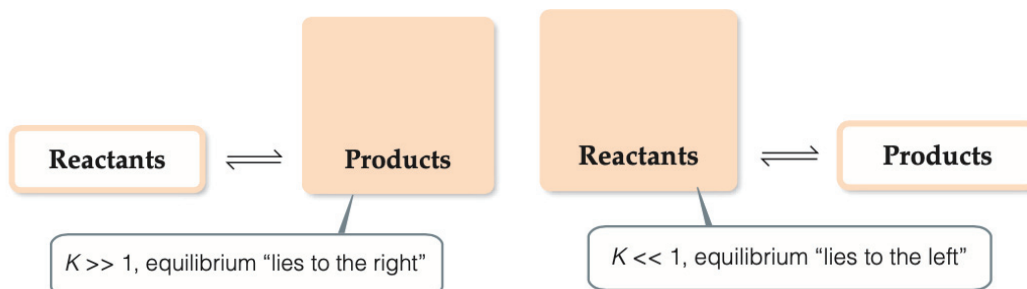 Reactants ⇌ Products
K >> 1, equilibrium “lies to the right”
Reactants ⇌ Products
K << 1, equilibrium “lies to the left”